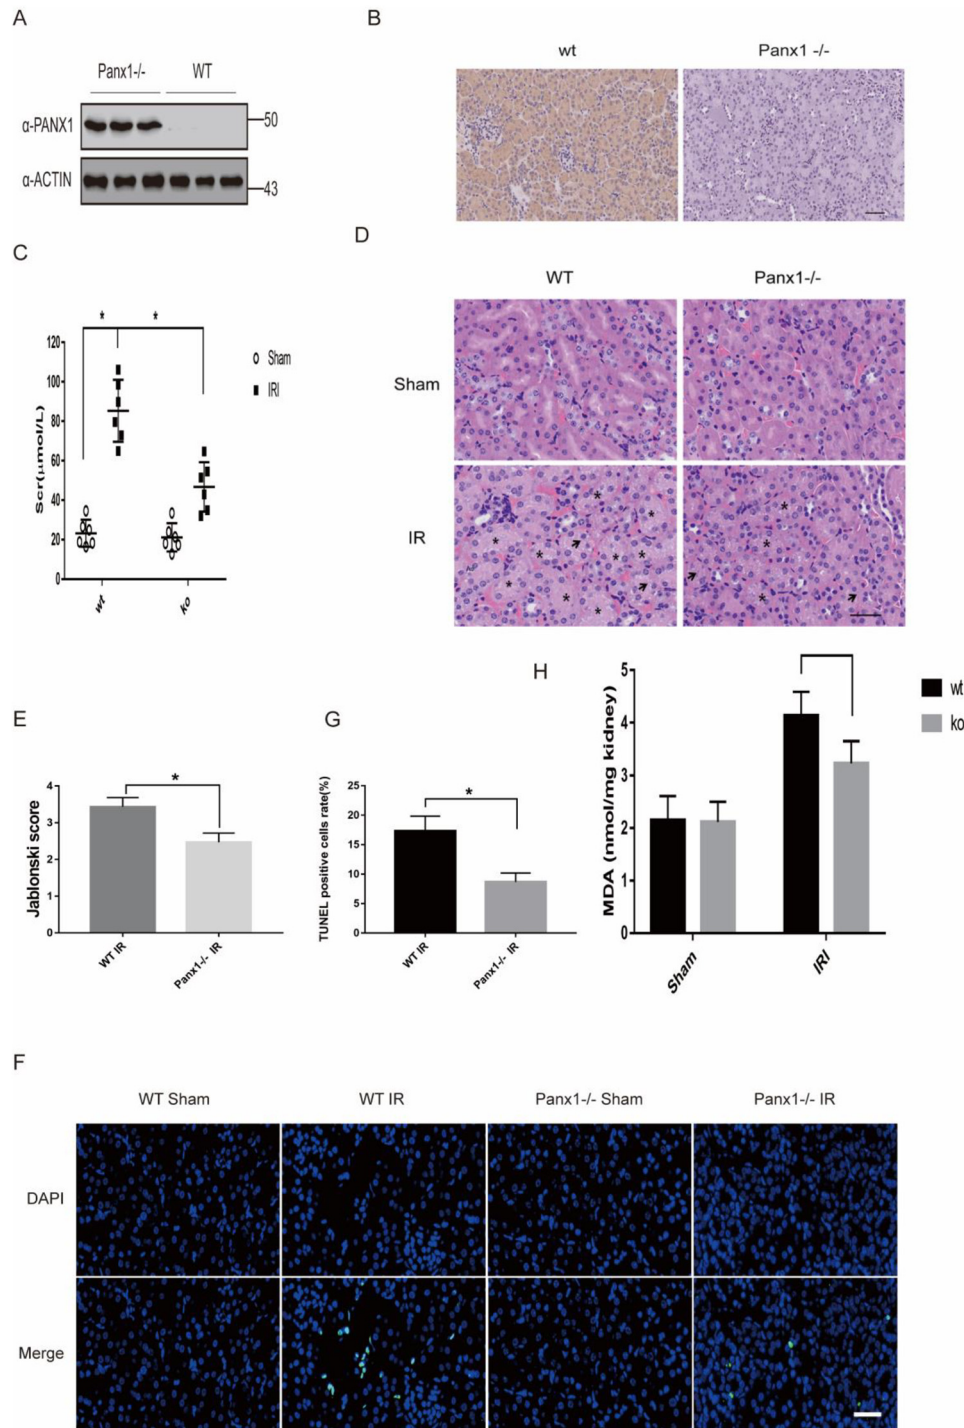 A
Panx1-/- WT
α-PANX1
50
α-ACTIN
43
B
wt Panx1 -/-
C
* *
Scr(μmol/L)
120
100
80
60
40
20
0
Sham
IRI
wt ko
D
WT Panx1-/-
Sham
IR
* * * * * * * * *
* * *
E
Jablonski score
4
3
2
1
0
*
WT IR Panx1-/- IR
G
TUNEL positive cells rate(%)
25
20
15
10
5
0
*
WT IR Panx1-/- IR
H
MDA (nmol/mg kidney)
5
4
3
2
1
0
Sham IRI
wt
ko
F
WT Sham WT IR Panx1-/- Sham Panx1-/- IR
DAPI
Merge